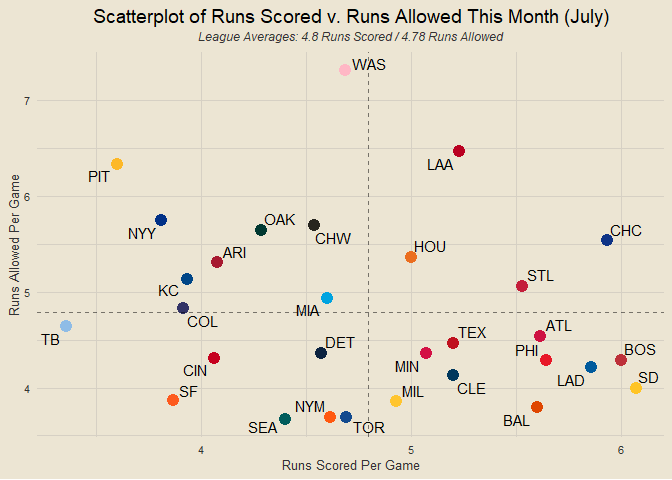 Scatterplot of Runs Scored v. Runs Allowed This Month (July)
League Averages: 4.8 Runs Scored / 4.78 Runs Allowed
WAS
7
LAA
PIT
6
NYY
OAK
CHW
CHC
ARI
HOU
KC
STL
Runs Allowed Per Game
5
MIA
COL
TB
DET
TEX
ATL
PHI
BOS
CIN
MIN
LAD
SD
4
SF
CLE
MIL
NYM
BAL
SEA
TOR
4
5
6
Runs Scored Per Game